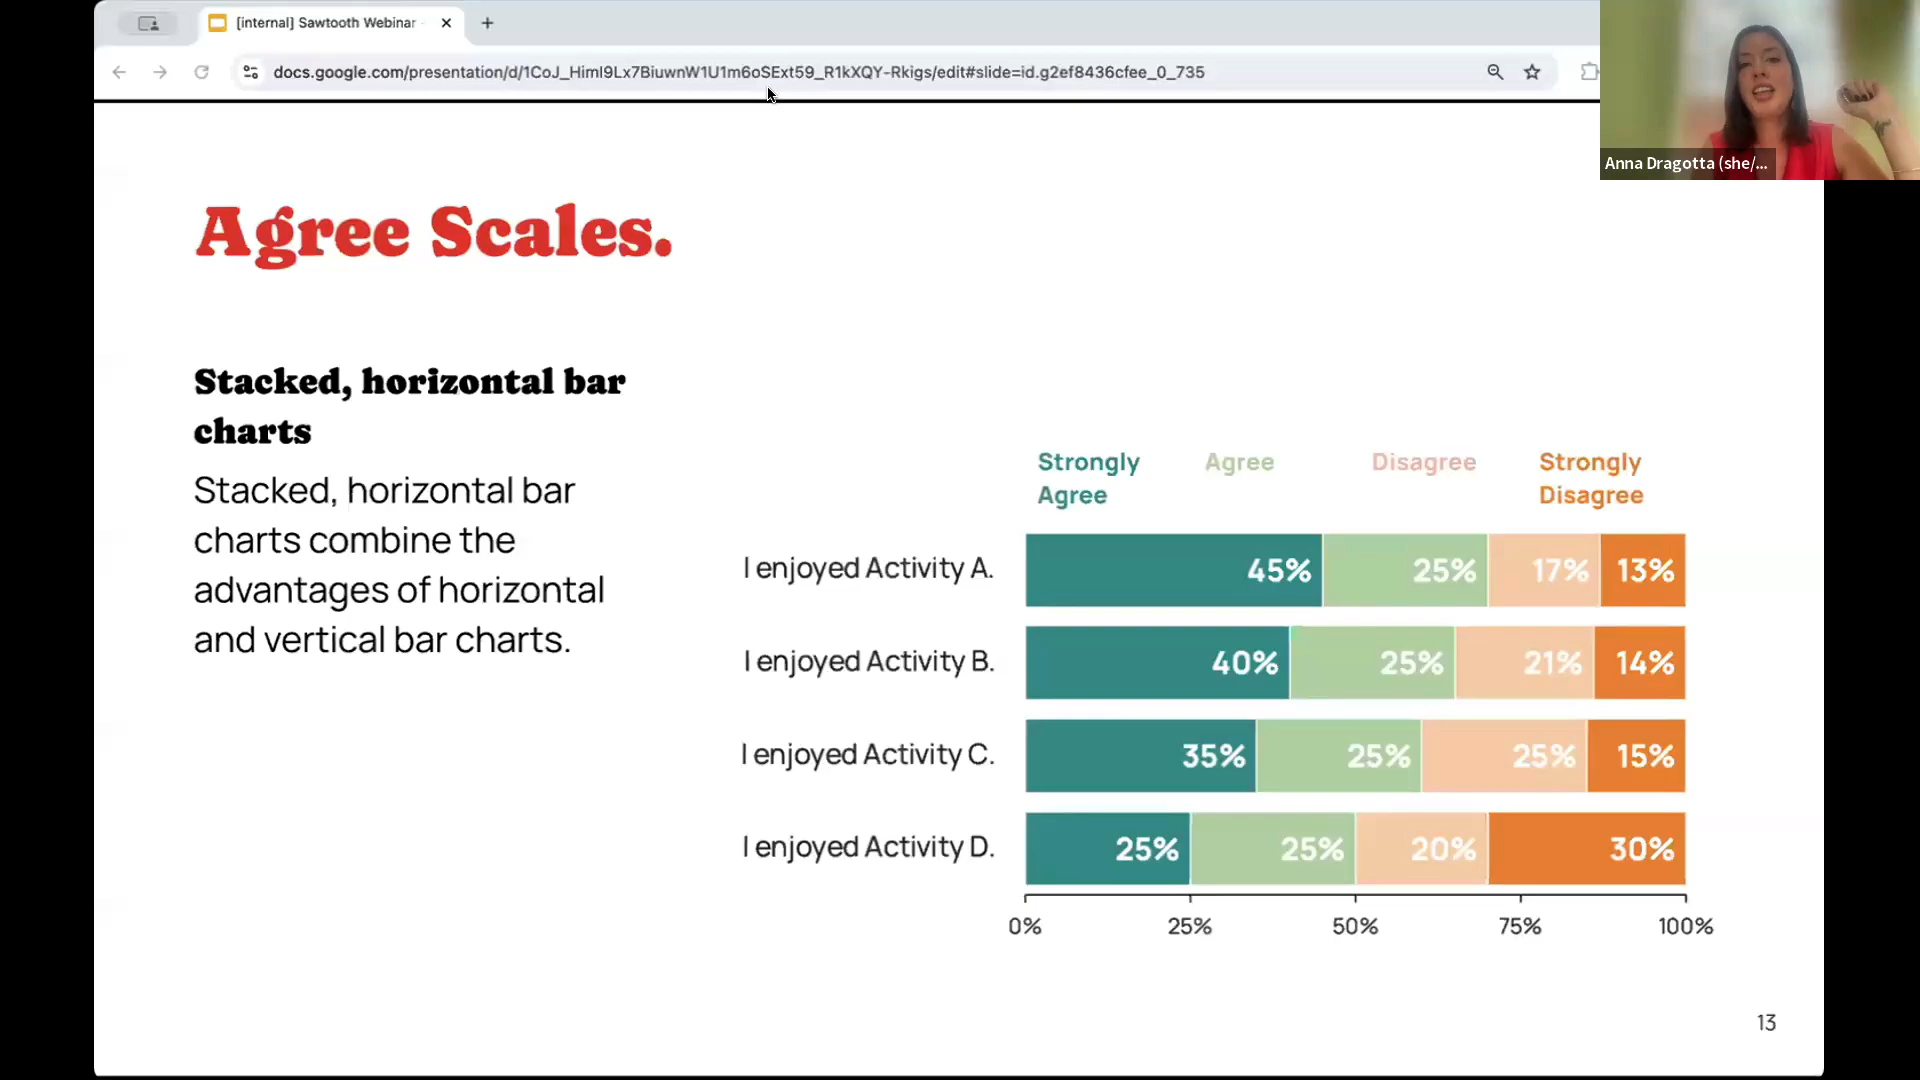 [internal] Sawtooth Webinar
docs.google.com/presentation/d/1CoJ_HimI9Lx7BiuwnW1U1m6oSExt59_R1kXQY-Rkigs/edit#slide=id.g2ef8436cfee_0_735
Anna Dragotta (she/...
Agree Scales.
Stacked, horizontal bar
charts
Stacked, horizontal bar
charts combine the
advantages of horizontal
and vertical bar charts.
Strongly Agree Agree Disagree Strongly Disagree
I enjoyed Activity A. 45% 25% 17% 13%
I enjoyed Activity B. 40% 25% 21% 14%
I enjoyed Activity C. 35% 25% 25% 15%
I enjoyed Activity D. 25% 25% 20% 30%
0% 25% 50% 75% 100%
13